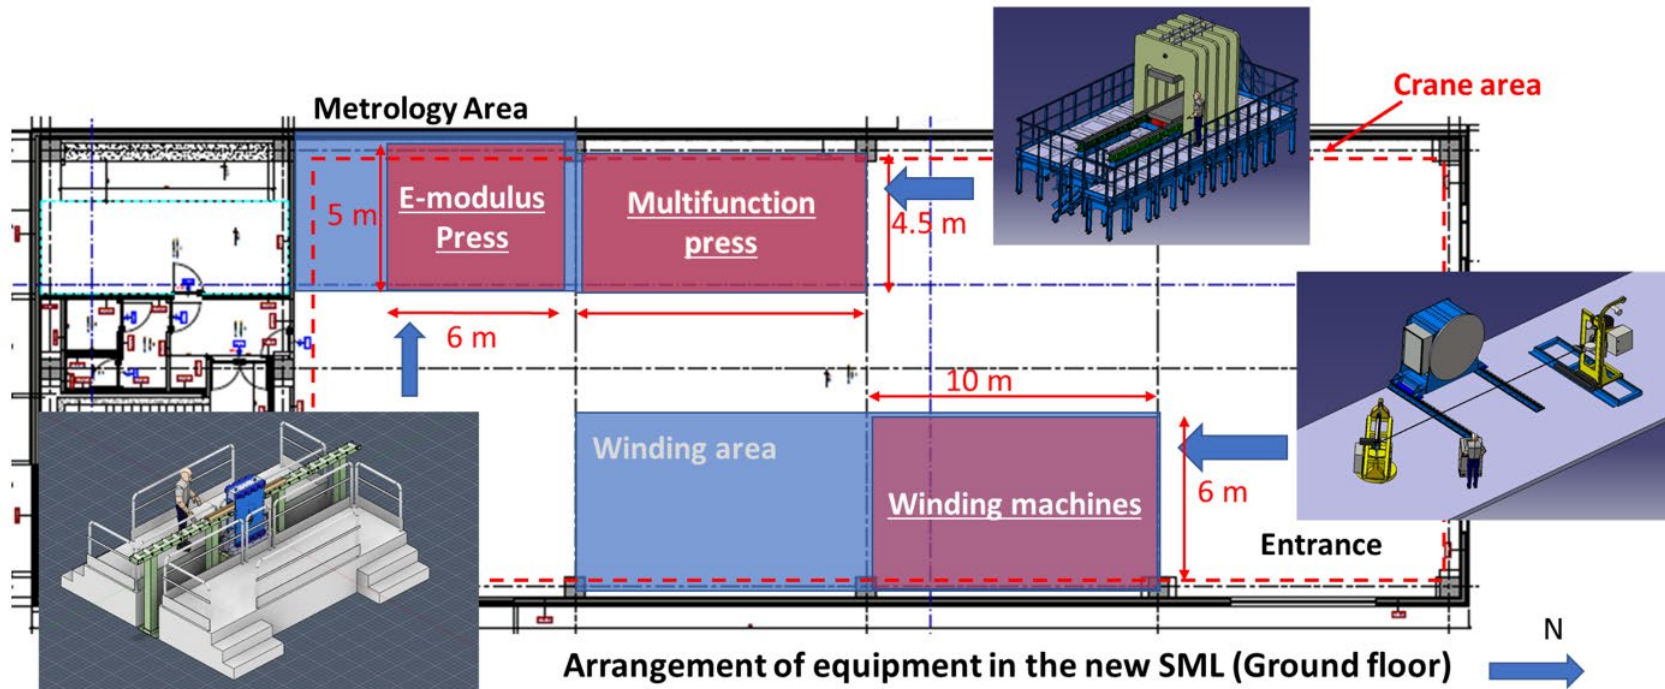 Metrology Area
Crane area
E-modulus
Press
5 m
Multifunction
press
4.5 m
6 m
10 m
Winding area
Winding machines
6 m
Entrance
N
Arrangement of equipment in the new SML (Ground floor)